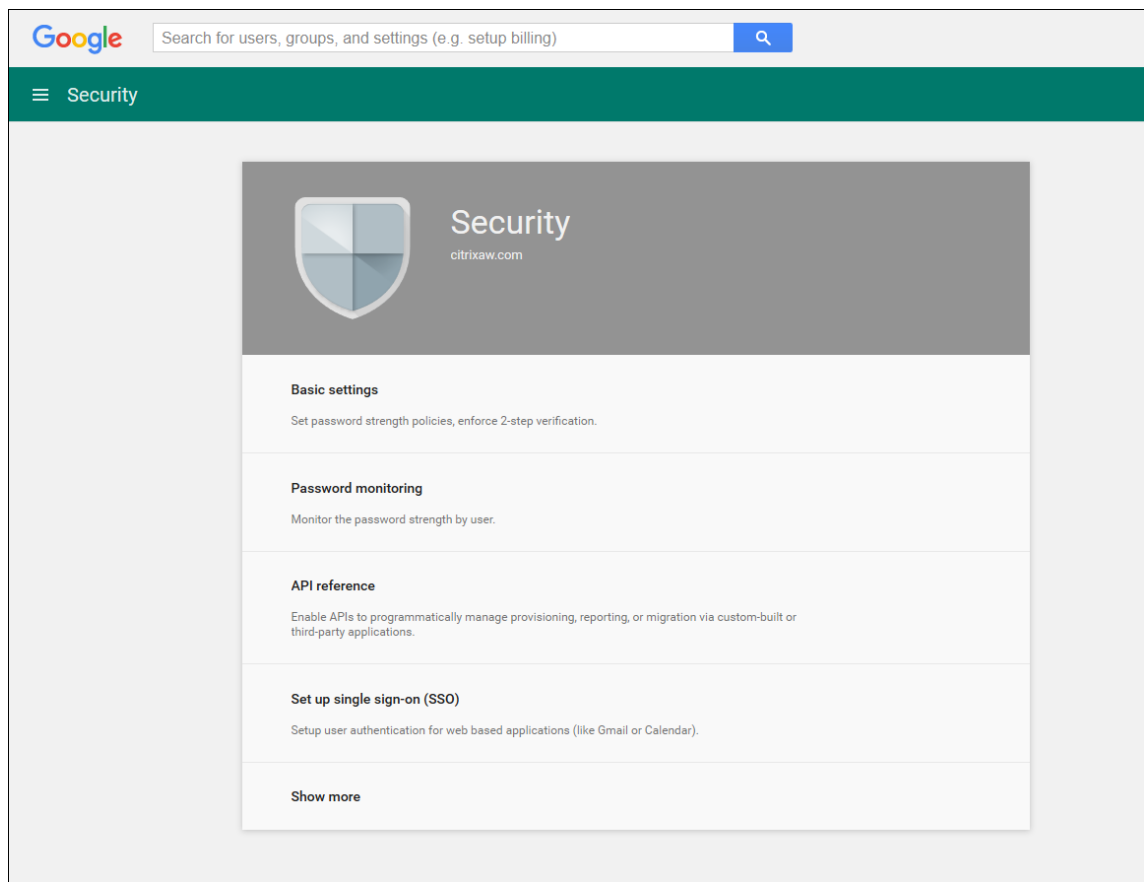 Google
Search for users, groups, and settings (e.g. setup billing)
Security
Security
citrixaw.com
Basic settings
Set password strength policies, enforce 2-step verification.
Password monitoring
Monitor the password strength by user.
API reference
Enable APIs to programmatically manage provisioning, reporting, or migration via custom-built or
third-party applications.
Set up single sign-on (SSO)
Setup user authentication for web based applications (like Gmail or Calendar).
Show more